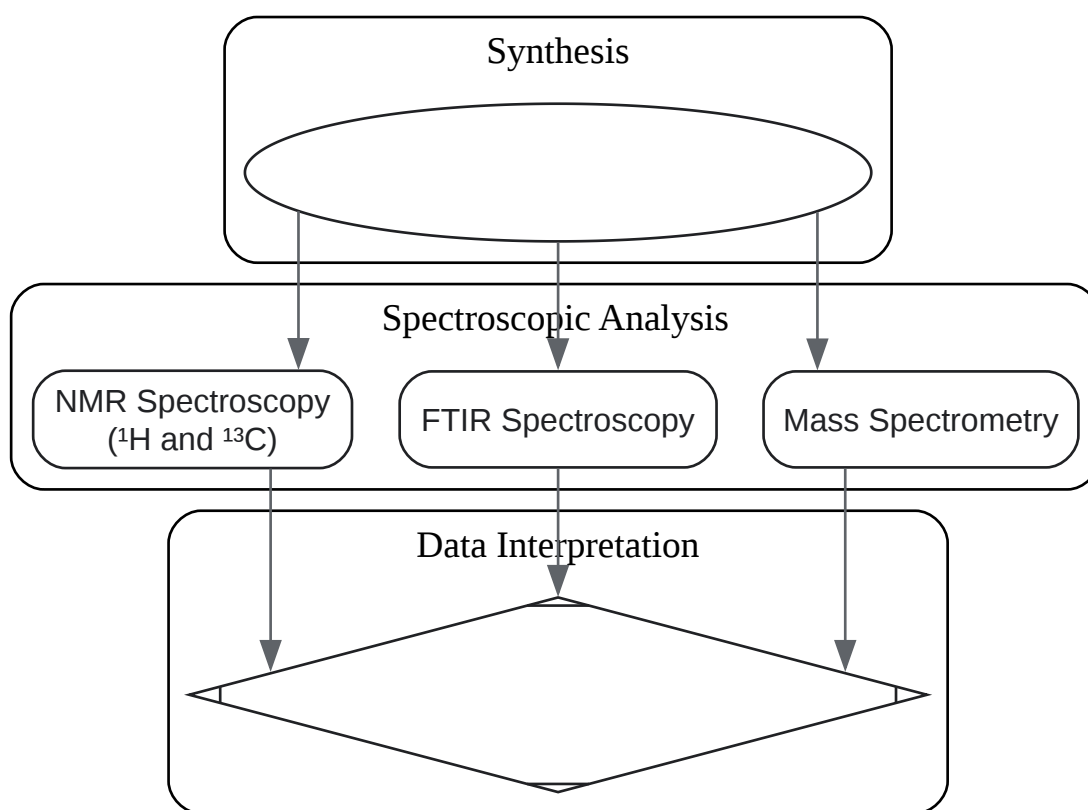 Synthesis
Spectroscopic Analysis
NMR Spectroscopy
(¹H and ¹³C)
FTIR Spectroscopy
Mass Spectrometry
Data Interpretation